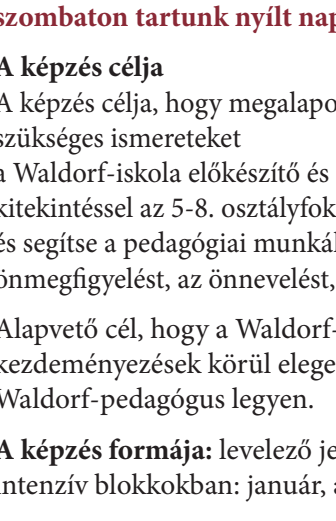 szombaton tartunk nyílt nap
A képzés célja
A képzés célja, hogy megalapo
szükséges ismereteket
a Waldorf-iskola előkészítő és
kitekintéssel az 5-8. osztályfok
és segítse a pedagógiai munkál
önmegfigyelést, az önnevelést,
Alapvető cél, hogy a Waldorf-
kezdeményezések körül elege
Waldorf-pedagógus legyen.
A képzés formája: levelező je
intenzív blokkokban: január, á